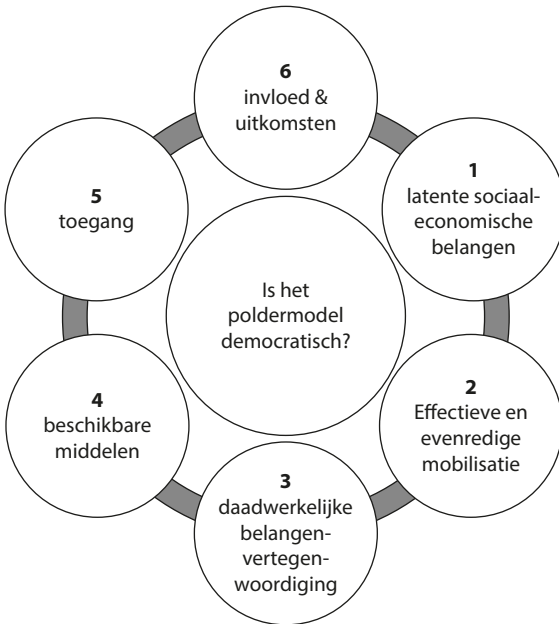 6
invloed &
uitkomsten
1
latente sociaal-
economische
belangen
5
toegang
Is het
poldermodel
democratisch?
2
Effectieve en
evenredige
mobilisatie
4
beschikbare
middelen
3
daadwerkelijke
belangen-
vertegen-
woordiging